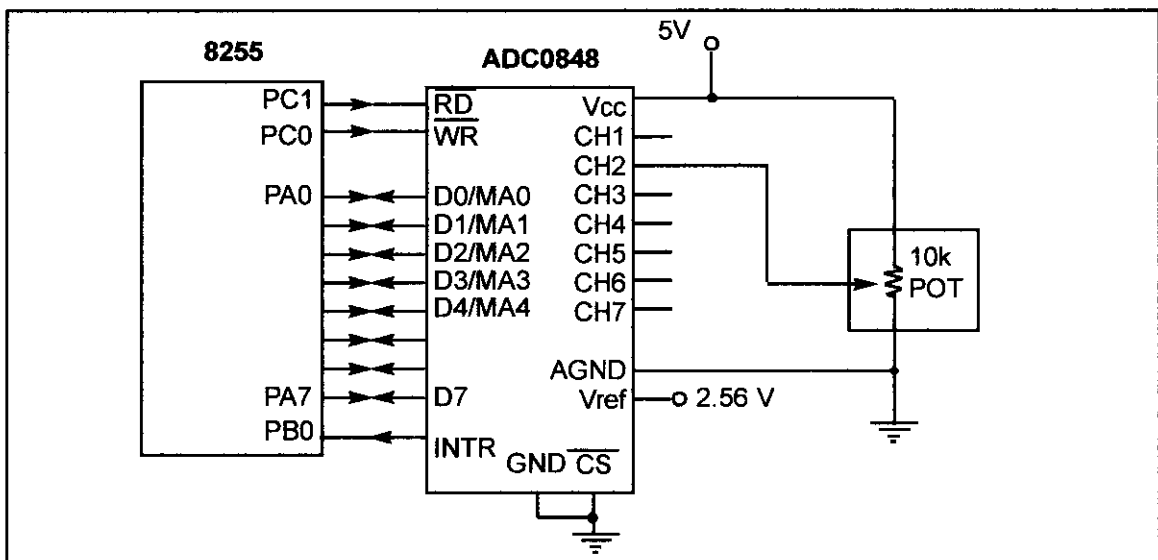 8255
PC1
PC0
PA0
PA7
PB0
ADC0848
RD
WR
D0/MA0
D1/MA1
D2/MA2
D3/MA3
D4/MA4
D7
INTR
Vcc
CH1
CH2
CH3
CH4
CH5
CH6
CH7
AGND
Vref
GND CS
5V
10k
POT
2.56 V